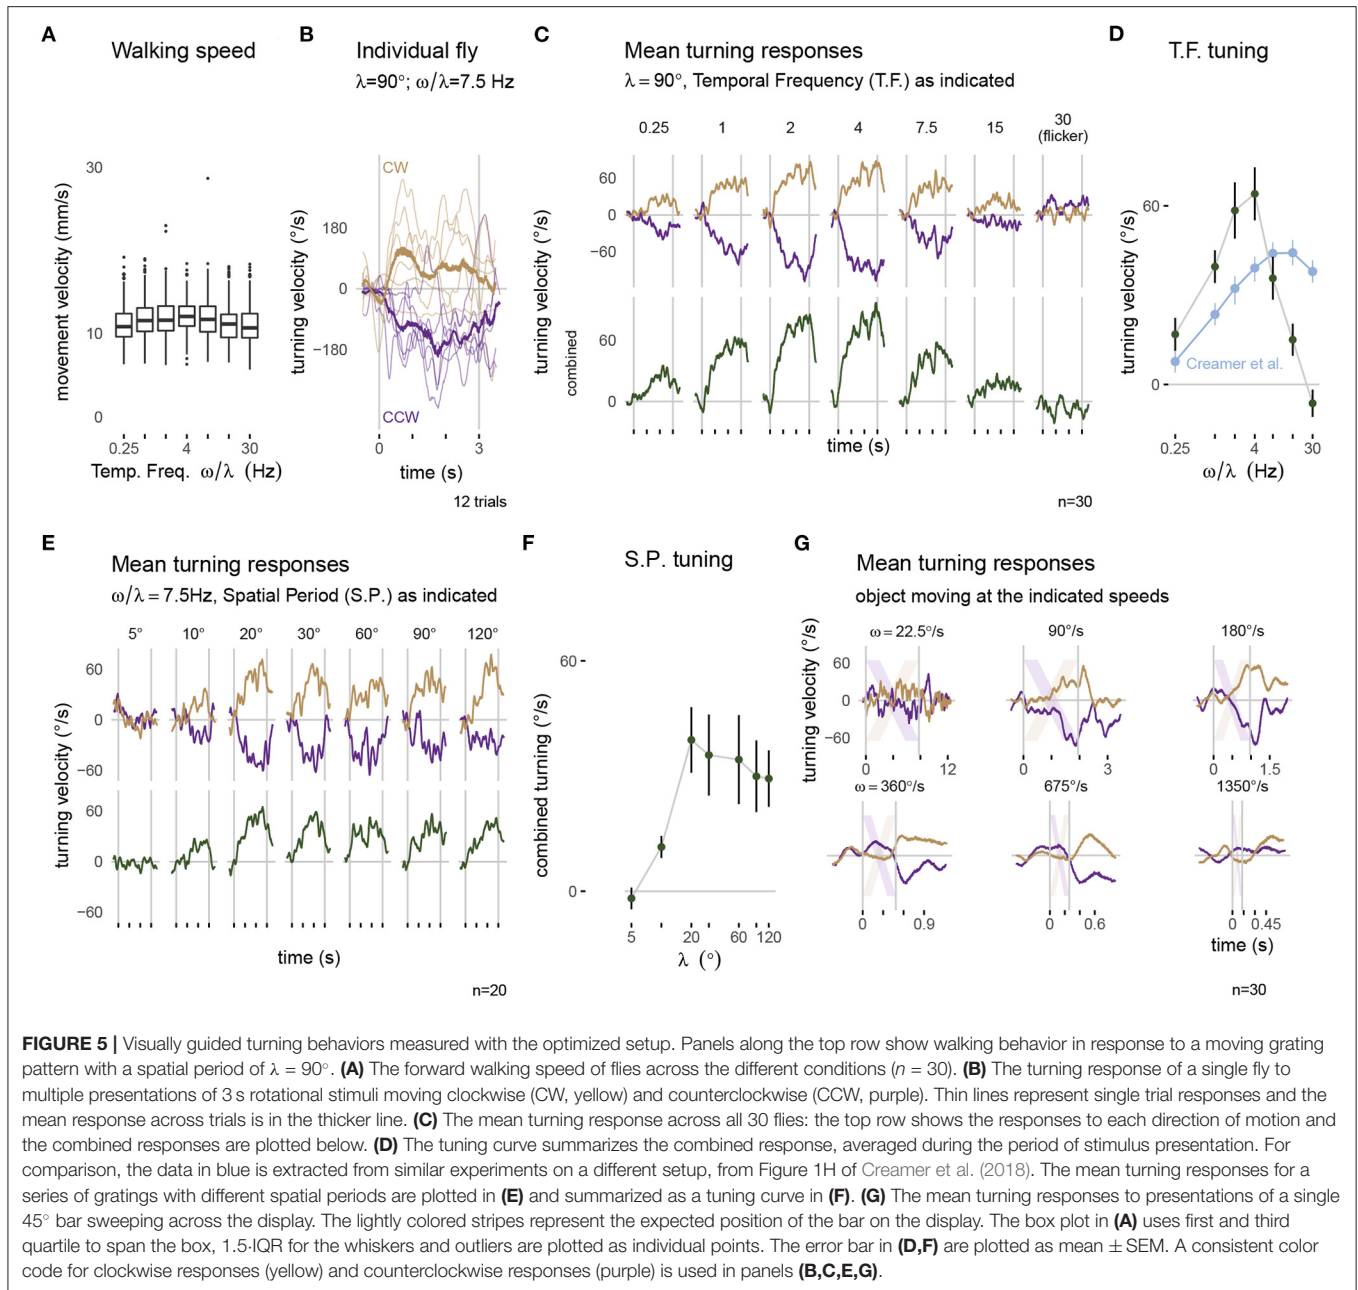 A
Walking speed
movement velocity (mm/s)
30
10
0
0.25 4 30
Temp. Freq. ω/λ (Hz)
B
Individual fly
λ=90°; ω/λ=7.5 Hz
turning velocity (°/s)
CW
180
0
−180
CCW
0 3
time (s)
12 trials
C
Mean turning responses
λ = 90°, Temporal Frequency (T.F.) as indicated
0.25 1 2 4 7.5 15 30
(flicker)
turning velocity (°/s)
60
0
−60
turning velocity (°/s)
combined
60
0
time (s)
n=30
D
T.F. tuning
turning velocity (°/s)
60
0
Creamer et al.
0.25 4 30
ω/λ (Hz)
E
Mean turning responses
ω/λ = 7.5Hz, Spatial Period (S.P.) as indicated
5° 10° 20° 30° 60° 90° 120°
turning velocity (°/s)
60
0
−60
60
0
−60
time (s)
n=20
F
S.P. tuning
combined turning (°/s)
60
0
5 20 60 120
λ (°)
G
Mean turning responses
object moving at the indicated speeds
turning velocity (°/s)
ω = 22.5°/s 90°/s 180°/s
60
0
−60
0 12 0 3 0 1.5
ω = 360°/s 675°/s 1350°/s
0 0.9 0 0.6 0 0.45
time (s)
n=30
FIGURE 5 | Visually guided turning behaviors measured with the optimized setup. Panels along the top row show walking behavior in response to a moving grating
pattern with a spatial period of λ = 90°. (A) The forward walking speed of flies across the different conditions (n = 30). (B) The turning response of a single fly to
multiple presentations of 3 s rotational stimuli moving clockwise (CW, yellow) and counterclockwise (CCW, purple). Thin lines represent single trial responses and the
mean response across trials is in the thicker line. (C) The mean turning response across all 30 flies: the top row shows the responses to each direction of motion and
the combined responses are plotted below. (D) The tuning curve summarizes the combined response, averaged during the period of stimulus presentation. For
comparison, the data in blue is extracted from similar experiments on a different setup, from Figure 1H of Creamer et al. (2018). The mean turning responses for a
series of gratings with different spatial periods are plotted in (E) and summarized as a tuning curve in (F). (G) The mean turning responses to presentations of a single
45° bar sweeping across the display. The lightly colored stripes represent the expected position of the bar on the display. The box plot in (A) uses first and third
quartile to span the box, 1.5·IQR for the whiskers and outliers are plotted as individual points. The error bar in (D,F) are plotted as mean ± SEM. A consistent color
code for clockwise responses (yellow) and counterclockwise responses (purple) is used in panels (B,C,E,G).